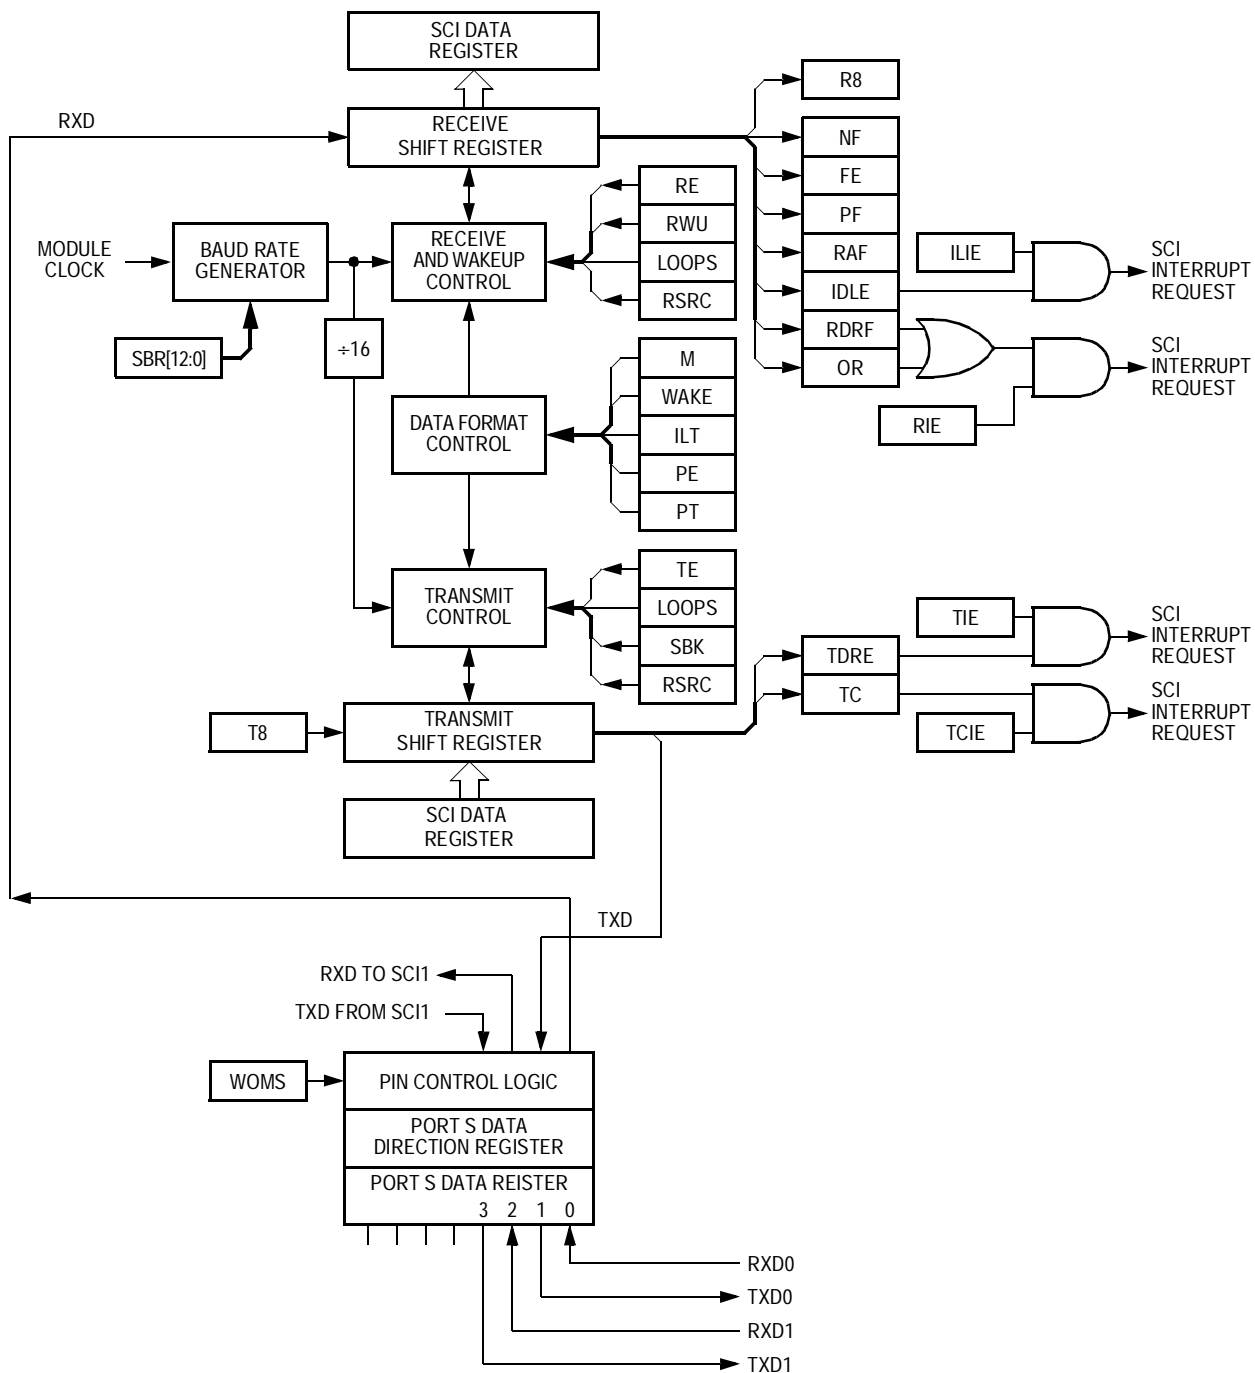 SCI DATA
REGISTER
R8
RXD
RECEIVE
SHIFT REGISTER
NF
FE
PF
RAF
IDLE
RDRF
OR
RE
RWU
LOOPS
RSRC
MODULE
CLOCK
BAUD RATE
GENERATOR
RECEIVE
AND WAKEUP
CONTROL
ILIE
SCI
INTERRUPT
REQUEST
SBR[12:0]
÷16
SCI
INTERRUPT
REQUEST
RIE
M
WAKE
ILT
PE
PT
DATA FORMAT
CONTROL
TE
LOOPS
SBK
RSRC
TRANSMIT
CONTROL
TIE
SCI
INTERRUPT
REQUEST
TDRE
TC
TCIE
SCI
INTERRUPT
REQUEST
T8
TRANSMIT
SHIFT REGISTER
SCI DATA
REGISTER
TXD
RXD TO SCI1
TXD FROM SCI1
WOMS
PIN CONTROL LOGIC
PORT S DATA
DIRECTION REGISTER
PORT S DATA REISTER
3 2 1 0
RXD0
TXD0
RXD1
TXD1